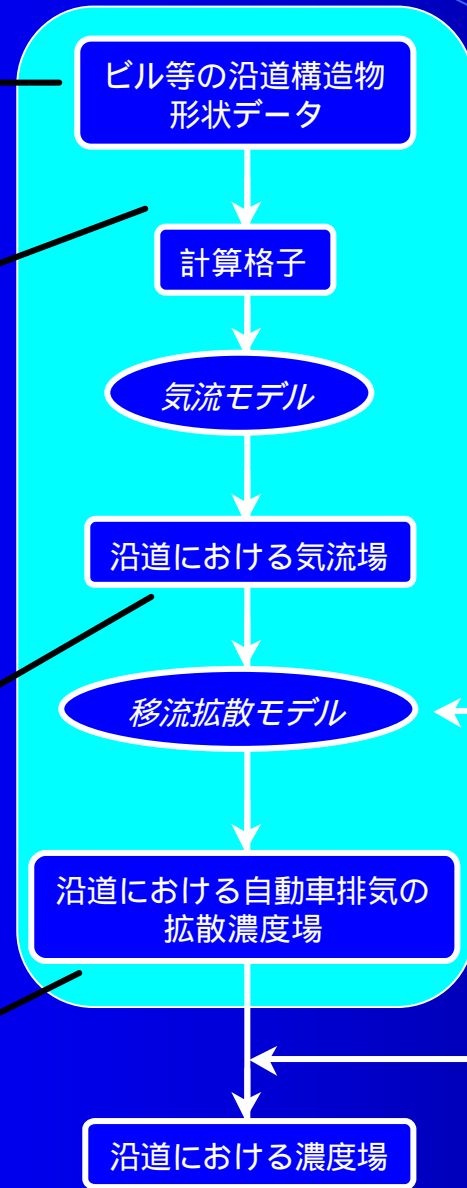 ビル等の沿道構造物
形状データ
計算格子
気流モデル
沿道における気流場
移流拡散モデル
沿道における自動車排気の
拡散濃度場
沿道における濃度場